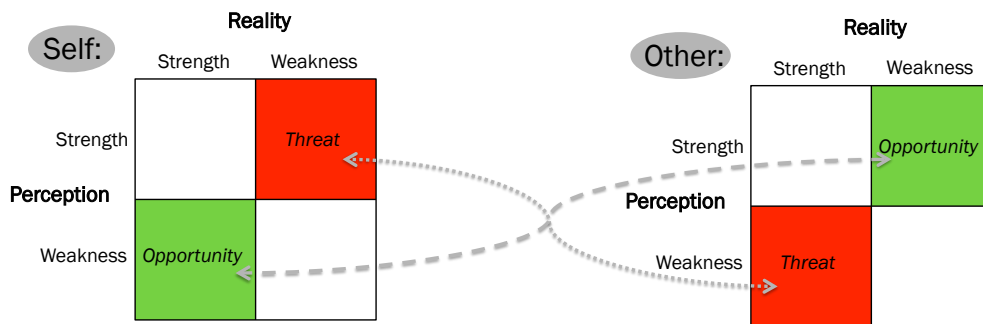 Reality
Self:
Strength
Weakness
Strength
Threat
Perception
Weakness
Opportunity
Reality
Other:
Strength
Weakness
Strength
Opportunity
Perception
Weakness
Threat